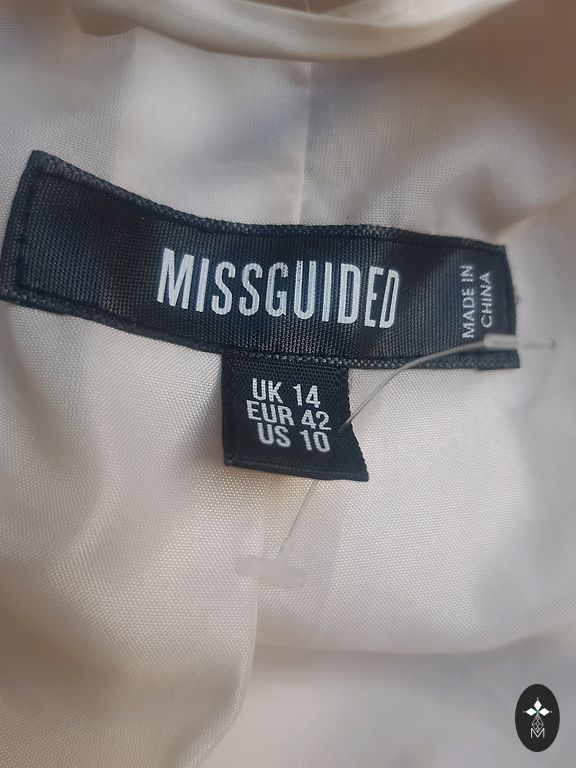 MISSGUIDED
MADE IN
CHINA
UK 14
EUR 42
US 10
M